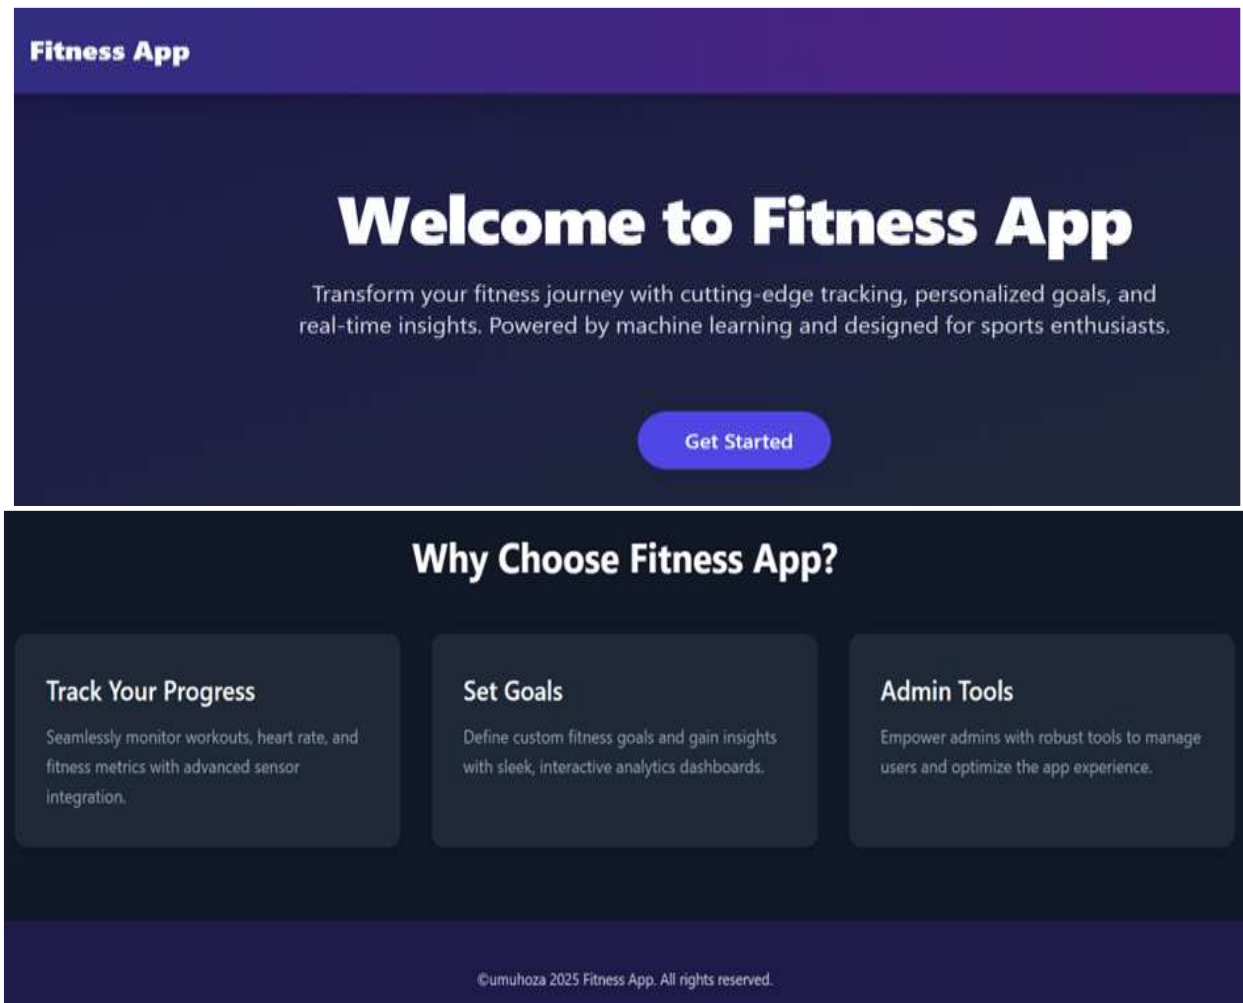 Fitness App
Welcome to Fitness App
Transform your fitness journey with cutting-edge tracking, personalized goals, and
real-time insights. Powered by machine learning and designed for sports enthusiasts.
Get Started
Why Choose Fitness App?
Track Your Progress
Seamlessly monitor workouts, heart rate, and
fitness metrics with advanced sensor
integration.
Set Goals
Define custom fitness goals and gain insights
with sleek, interactive analytics dashboards.
Admin Tools
Empower admins with robust tools to manage
users and optimize the app experience.
©umuhoza 2025 Fitness App. All rights reserved.